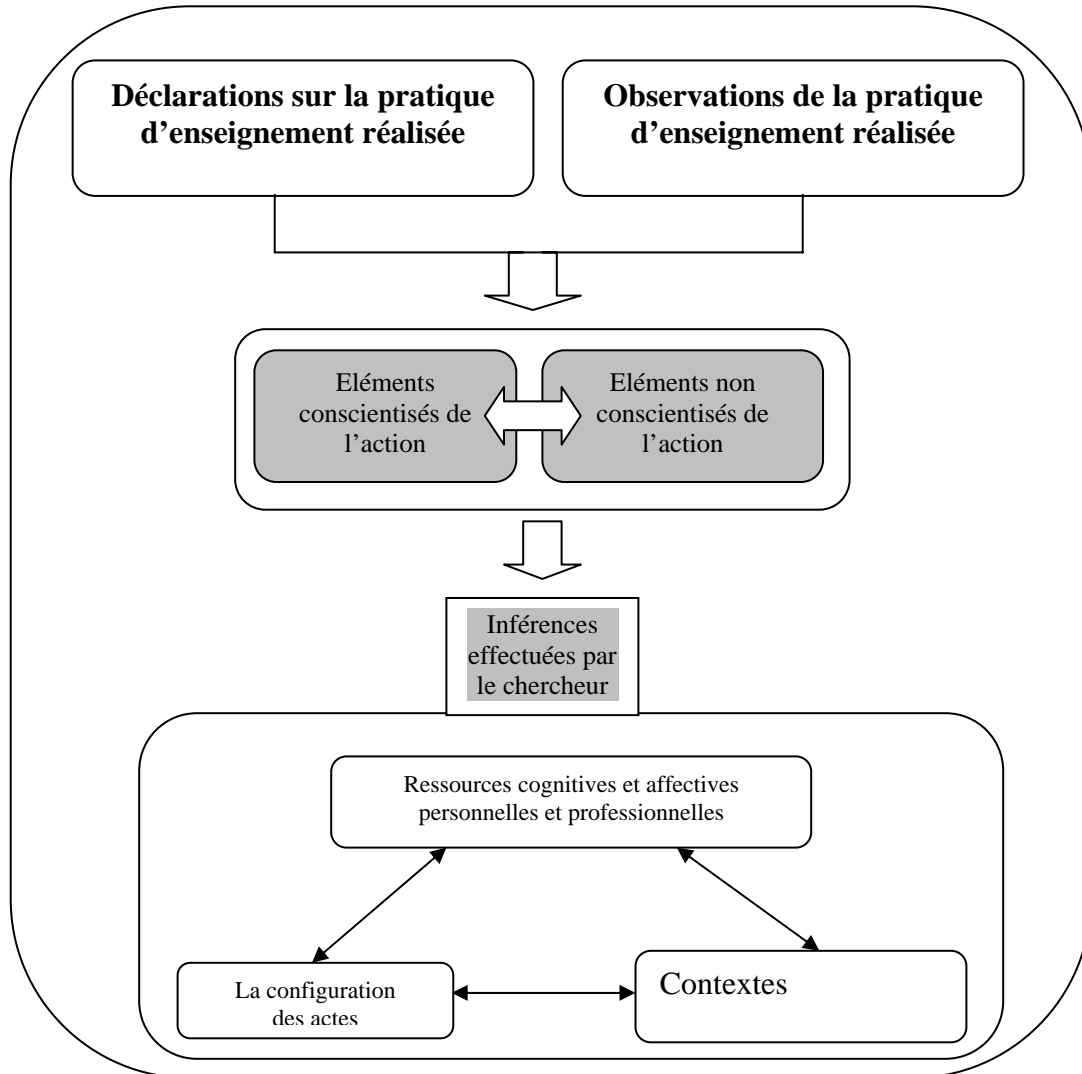 Déclarations sur la pratique
d’enseignement réalisée
Observations de la pratique
d’enseignement réalisée
Eléments
conscientisés de
l’action
Eléments non
conscientisés de
l’action
Inférences
effectuées par
le chercheur
Ressources cognitives et affectives
personnelles et professionnelles
La configuration
des actes
Contextes